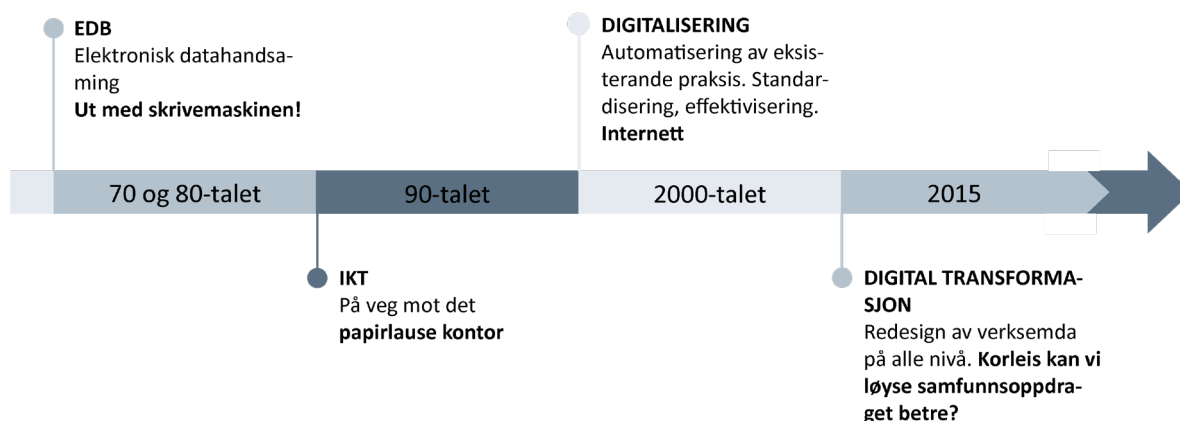 EDB
Elektronisk datahandsa-
ming
Ut med skrivemaskinen!
DIGITALISERING
Automatisering av eksis-
terande praksis. Standar-
disering, effektivisering.
Internett
70 og 80-talet
90-talet
2000-talet
2015
IKT
På veg mot det
papirlause kontor
DIGITAL TRANSFORMA-
SJON
Redesign av verksemda
på alle nivå. Korleis kan vi
løyse samfunnsoppdra-
get betre?